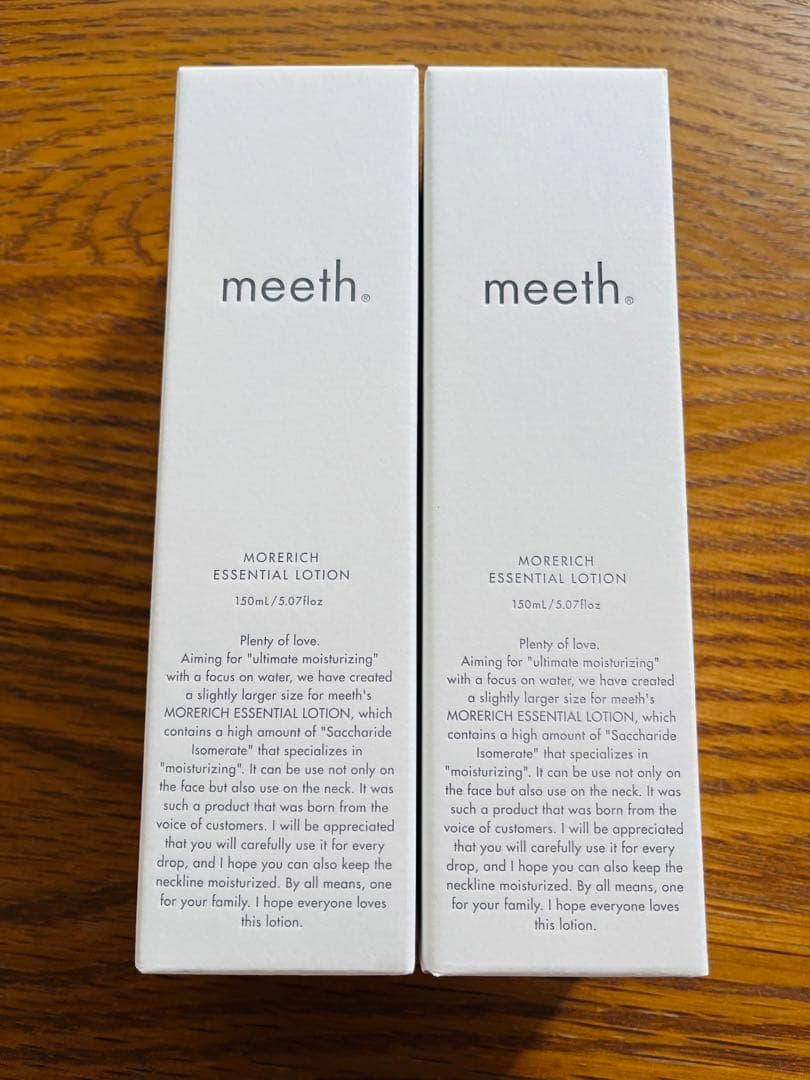 meeth®
MORERICH
ESSENTIAL LOTION
150mL/5.07floz
Plenty of love.
Aiming for "ultimate moisturizing"
with a focus on water, we have created
a slightly larger size for meeth's
MORERICH ESSENTIAL LOTION, which
contains a high amount of "Saccharide
Isomerate" that specializes in
"moisturizing". It can be use not only on
the face but also use on the neck. It was
such a product that was born from the
voice of customers. I will be appreciated
that you will carefully use it for every
drop, and I hope you can also keep the
neckline moisturized. By all means, one
for your family. I hope everyone loves
this lotion.
meeth®
MORERICH
ESSENTIAL LOTION
150mL/5.07floz
Plenty of love.
Aiming for "ultimate moisturizing"
with a focus on water, we have created
a slightly larger size for meeth's
MORERICH ESSENTIAL LOTION, which
contains a high amount of "Saccharide
Isomerate" that specializes in
"moisturizing". It can be use not only on
the face but also use on the neck. It was
such a product that was born from the
voice of customers. I will be appreciated
that you will carefully use it for every
drop, and I hope you can also keep the
neckline moisturized. By all means, one
for your family. I hope everyone loves
this lotion.